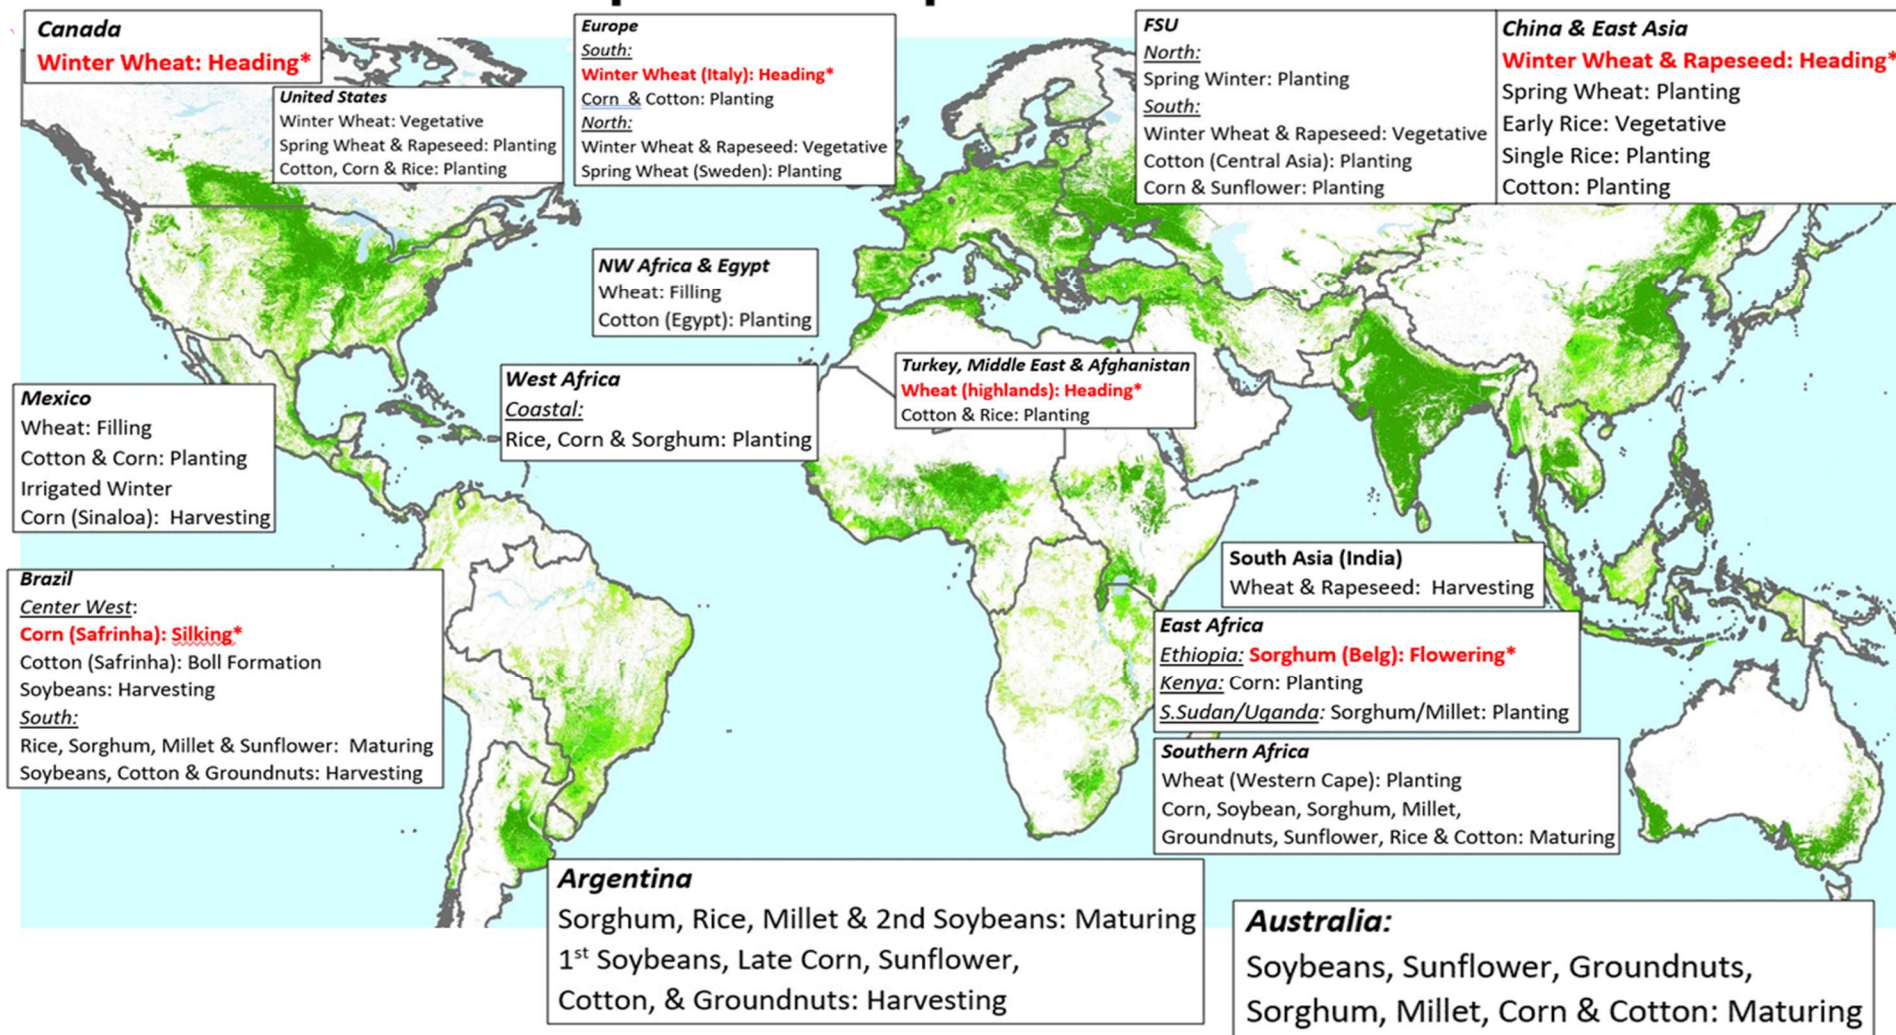 Canada
Winter Wheat: Heading*
United States
Winter Wheat: Vegetative
Spring Wheat & Rapeseed: Planting
Cotton, Corn & Rice: Planting
Europe
South:
Winter Wheat (Italy): Heading*
Corn & Cotton: Planting
North:
Winter Wheat & Rapeseed: Vegetative
Spring Wheat (Sweden): Planting
FSU
North:
Spring Winter: Planting
South:
Winter Wheat & Rapeseed: Vegetative
Cotton (Central Asia): Planting
Corn & Sunflower: Planting
China & East Asia
Winter Wheat & Rapeseed: Heading*
Spring Wheat: Planting
Early Rice: Vegetative
Single Rice: Planting
Cotton: Planting
NW Africa & Egypt
Wheat: Filling
Cotton (Egypt): Planting
West Africa
Coastal:
Rice, Corn & Sorghum: Planting
Turkey, Middle East & Afghanistan
Wheat (highlands): Heading*
Cotton & Rice: Planting
Mexico
Wheat: Filling
Cotton & Corn: Planting
Irrigated Winter
Corn (Sinaloa): Harvesting
Brazil
Center West:
Corn (Safrinha): Silking*
Cotton (Safrinha): Boll Formation
Soybeans: Harvesting
South:
Rice, Sorghum, Millet & Sunflower: Maturing
Soybeans, Cotton & Groundnuts: Harvesting
South Asia (India)
Wheat & Rapeseed: Harvesting
East Africa
Ethiopia: Sorghum (Belg): Flowering*
Kenya: Corn: Planting
S.Sudan/Uganda: Sorghum/Millet: Planting
Southern Africa
Wheat (Western Cape): Planting
Corn, Soybean, Sorghum, Millet,
Groundnuts, Sunflower, Rice & Cotton: Maturing
Argentina
Sorghum, Rice, Millet & 2nd Soybeans: Maturing
1st Soybeans, Late Corn, Sunflower,
Cotton, & Groundnuts: Harvesting
Australia:
Soybeans, Sunflower, Groundnuts,
Sorghum, Millet, Corn & Cotton: Maturing